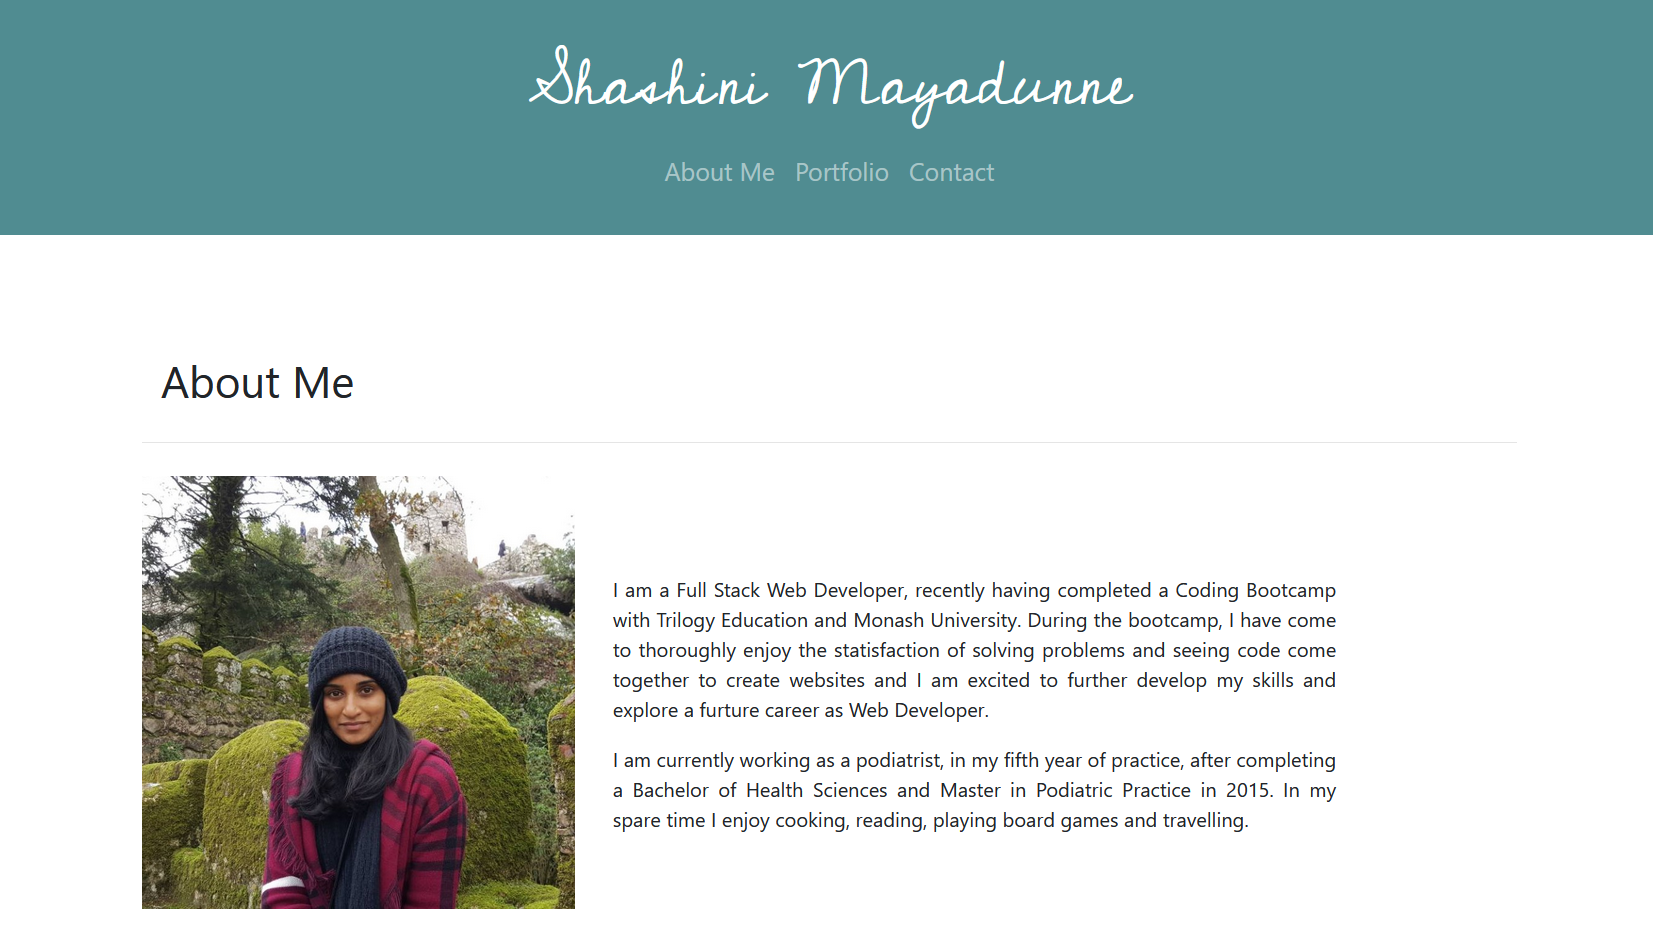 Shashini Mayadunne
About Me Portfolio Contact
About Me
I am a Full Stack Web Developer, recently having completed a Coding Bootcamp
with Trilogy Education and Monash University. During the bootcamp, I have come
to thoroughly enjoy the statisfaction of solving problems and seeing code come
together to create websites and I am excited to further develop my skills and
explore a furture career as Web Developer.
I am currently working as a podiatrist, in my fifth year of practice, after completing
a Bachelor of Health Sciences and Master in Podiatric Practice in 2015. In my
spare time I enjoy cooking, reading, playing board games and travelling.